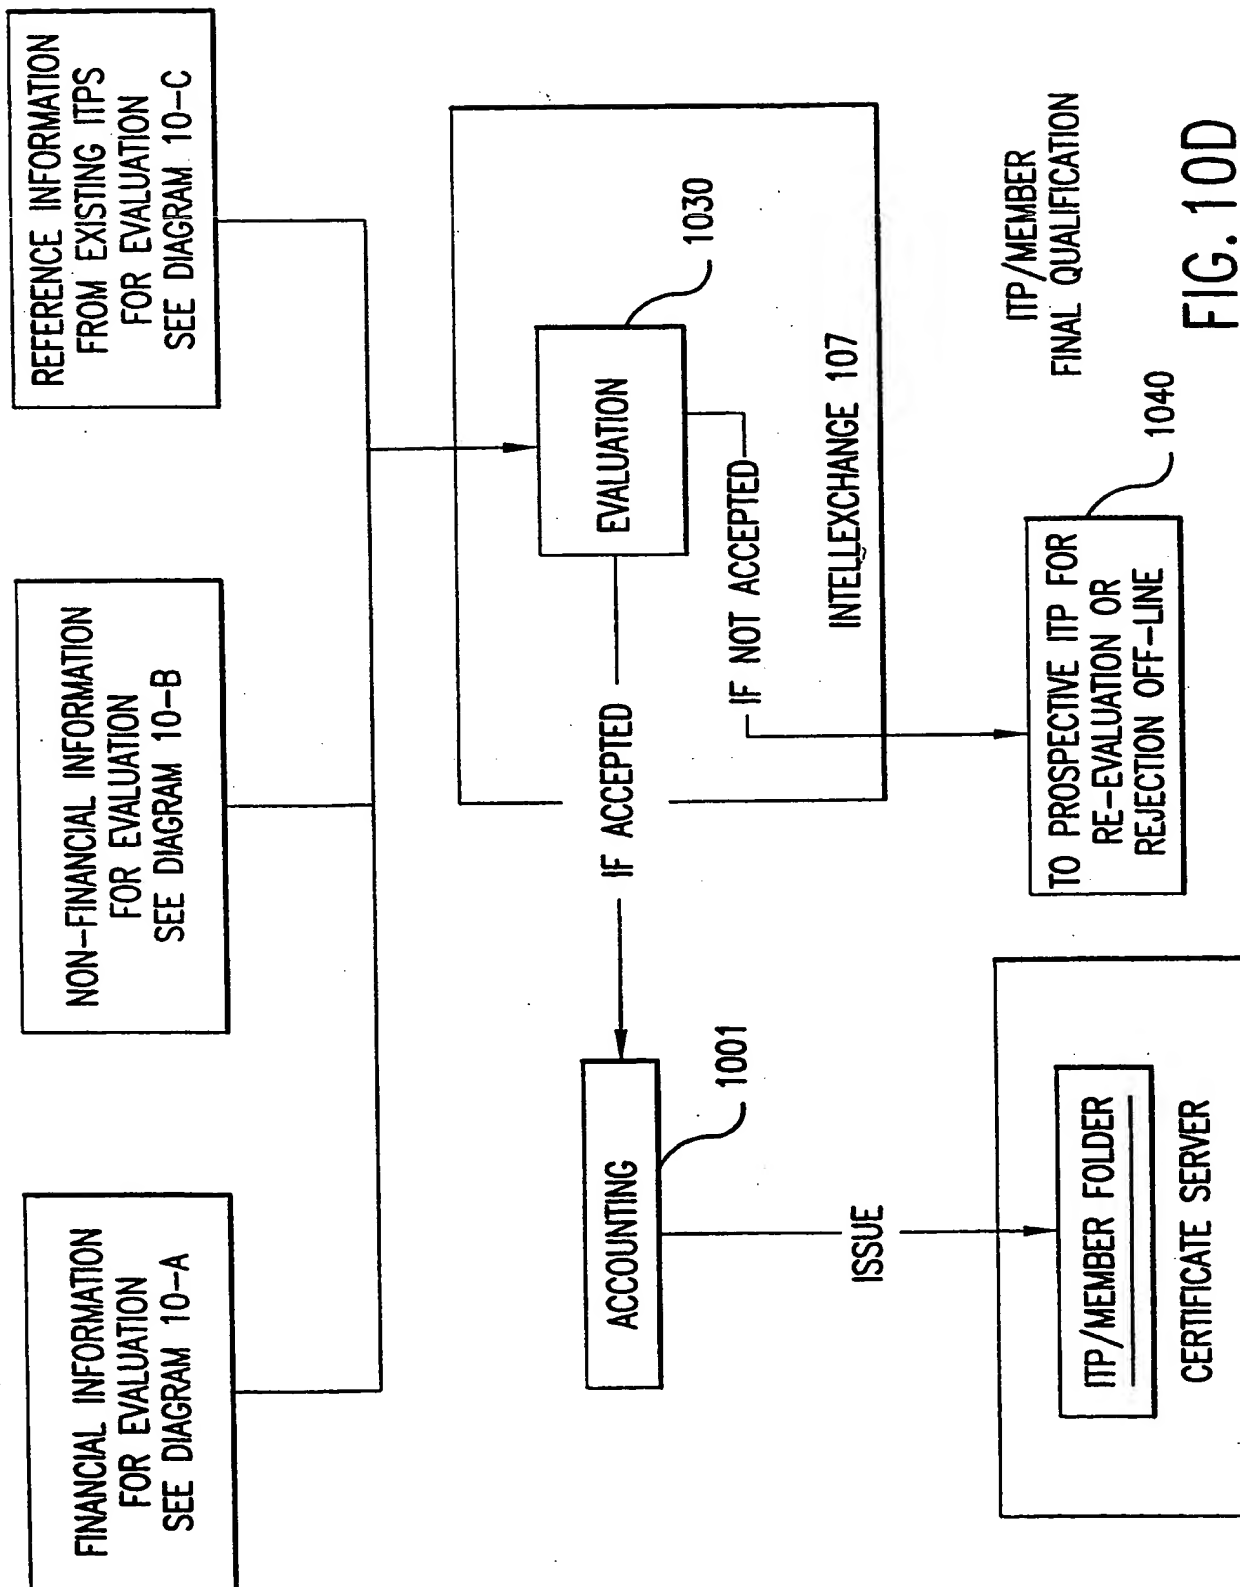 FINANCIAL INFORMATION
FOR EVALUATION
SEE DIAGRAM 10-A
NON-FINANCIAL INFORMATION
FOR EVALUATION
SEE DIAGRAM 10-B
REFERENCE INFORMATION
FROM EXISTING ITPS
FOR EVALUATION
SEE DIAGRAM 10-C
ACCOUNTING
1001
IF ACCEPTED
EVALUATION
1030
IF NOT ACCEPTED
INTELLEXCHANGE 107
ISSUE
ITP/MEMBER FOLDER
CERTIFICATE SERVER
TO PROSPECTIVE ITP FOR
RE-EVALUATION OR
REJECTION OFF-LINE
1040
ITP/MEMBER
FINAL QUALIFICATION
FIG. 10D